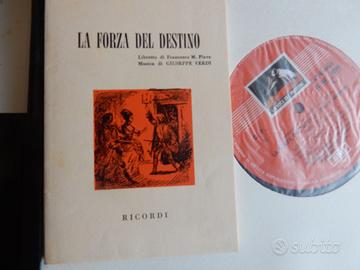 LA FORZA DEL DESTINO
Libretto di Francesco M. Piave
Musica di GIUSEPPE VERDI
RICORDI
subito